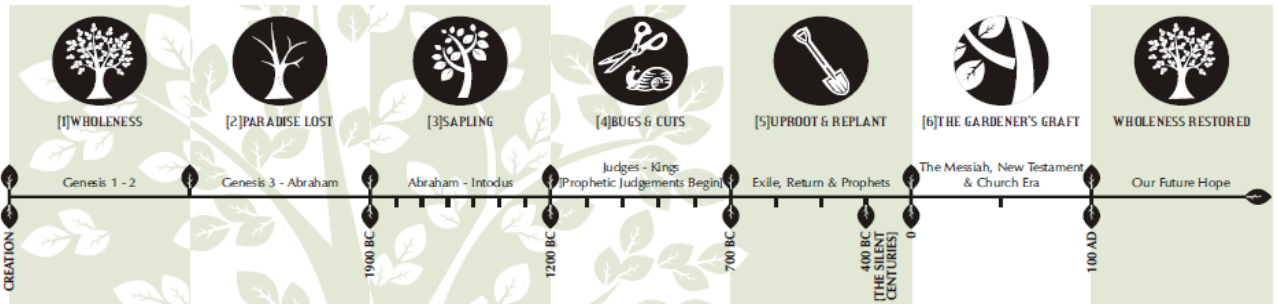 [1]WHOLENESS
[2]PARADISE LOST
[3]SAPLING
[4]BUGS & CUTS
[5]UPROOT & REPLANT
[6]THE GARDENER'S GRAFT
WHOLENESS RESTORED
Genesis 1 - 2
Genesis 3 - Abraham
Abraham - Intodus
Judges - Kings
[Prophetic Judgements Begin]
Exile, Return & Prophets
The Messiah, New Testament
& Church Era
Our Future Hope
CREATION
1900 BC
1200 BC
700 BC
400 BC
[THE SILENT
CENTURIES]
0
100 AD